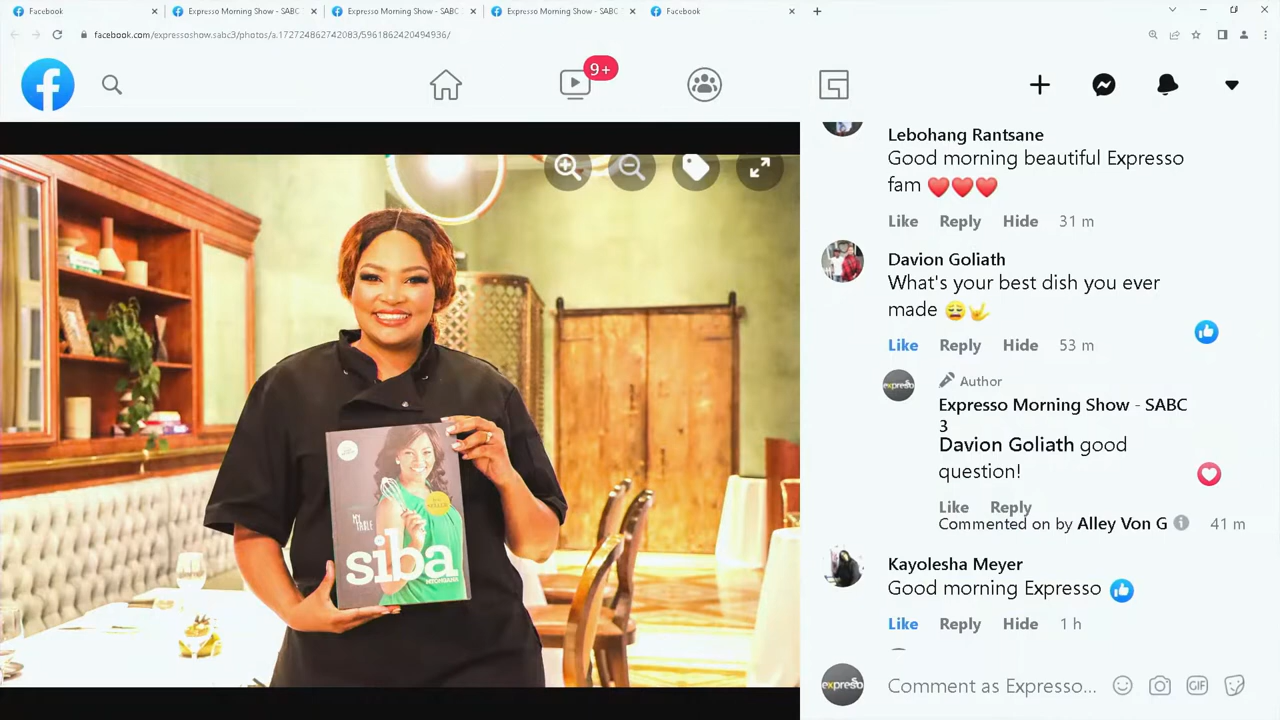 Facebook
Expresso Morning Show - SABC
Expresso Morning Show - SABC
Expresso Morning Show - SABC
Facebook
facebook.com/expressoshow.sabc3/photos/a.172724862742083/5961862420494936/
9+
Lebohang Rantsane
Good morning beautiful Expresso
fam ❤️❤️❤️
Like Reply Hide 31 m
Davion Goliath
What's your best dish you ever
made 😩🤟
Like Reply Hide 53 m
expresso
Author
Expresso Morning Show - SABC
3
Davion Goliath good
question!
Like Reply
Commented on by Alley Von G 41 m
Kayolesha Meyer
Good morning Expresso 👍
Like Reply Hide 1 h
expresso
Comment as Expresso...
GIF
MY
TABLE
siba
MTONGANA